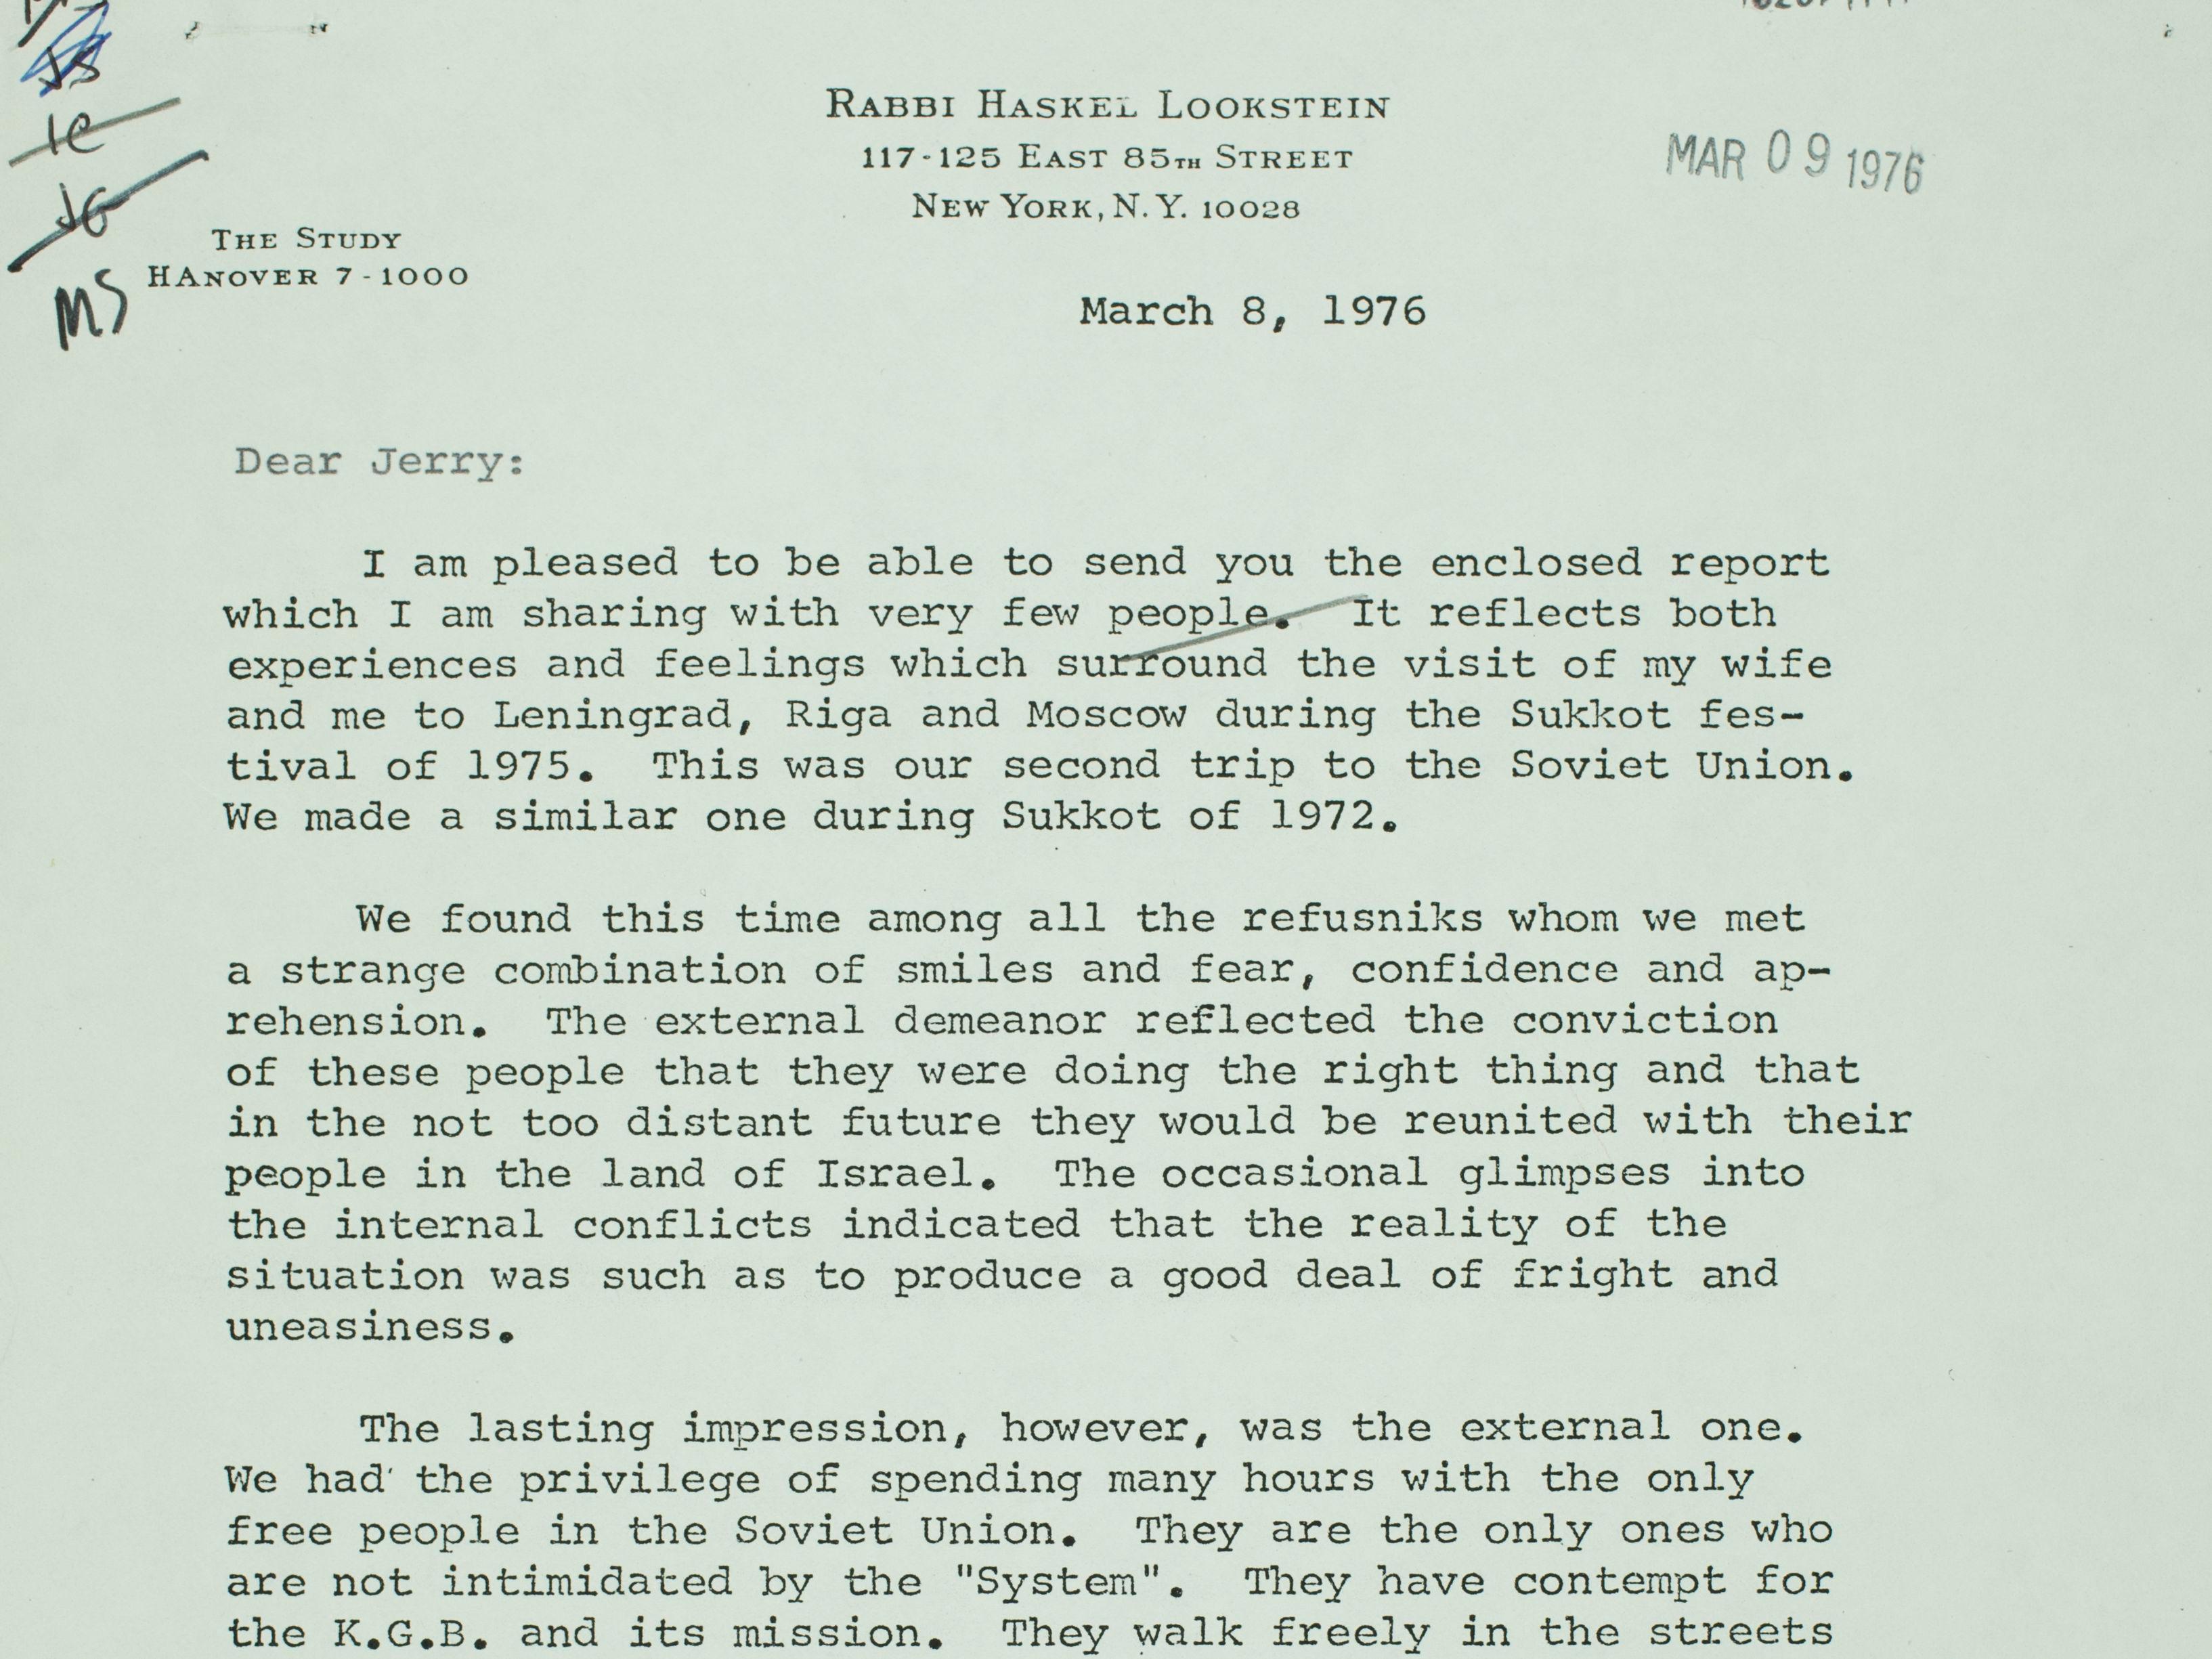 JS
RABBI HASKEL LOOKSTEIN
117-125 EAST 85TH STREET
NEW YORK, N.Y. 10028
MAR 09 1976
JG
THE STUDY
HANOVER 7-1000
MS
March 8, 1976
Dear Jerry:
I am pleased to be able to send you the enclosed report
which I am sharing with very few people. It reflects both
experiences and feelings which surround the visit of my wife
and me to Leningrad, Riga and Moscow during the Sukkot fes-
tival of 1975. This was our second trip to the Soviet Union.
We made a similar one during Sukkot of 1972.
We found this time among all the refusniks whom we met
a strange combination of smiles and fear, confidence and ap-
rehension. The external demeanor reflected the conviction
of these people that they were doing the right thing and that
in the not too distant future they would be reunited with their
people in the land of Israel. The occasional glimpses into
the internal conflicts indicated that the reality of the
situation was such as to produce a good deal of fright and
uneasiness.
The lasting impression, however, was the external one.
We had the privilege of spending many hours with the only
free people in the Soviet Union. They are the only ones who
are not intimidated by the "System". They have contempt for
the K.G.B. and its mission. They walk freely in the streets